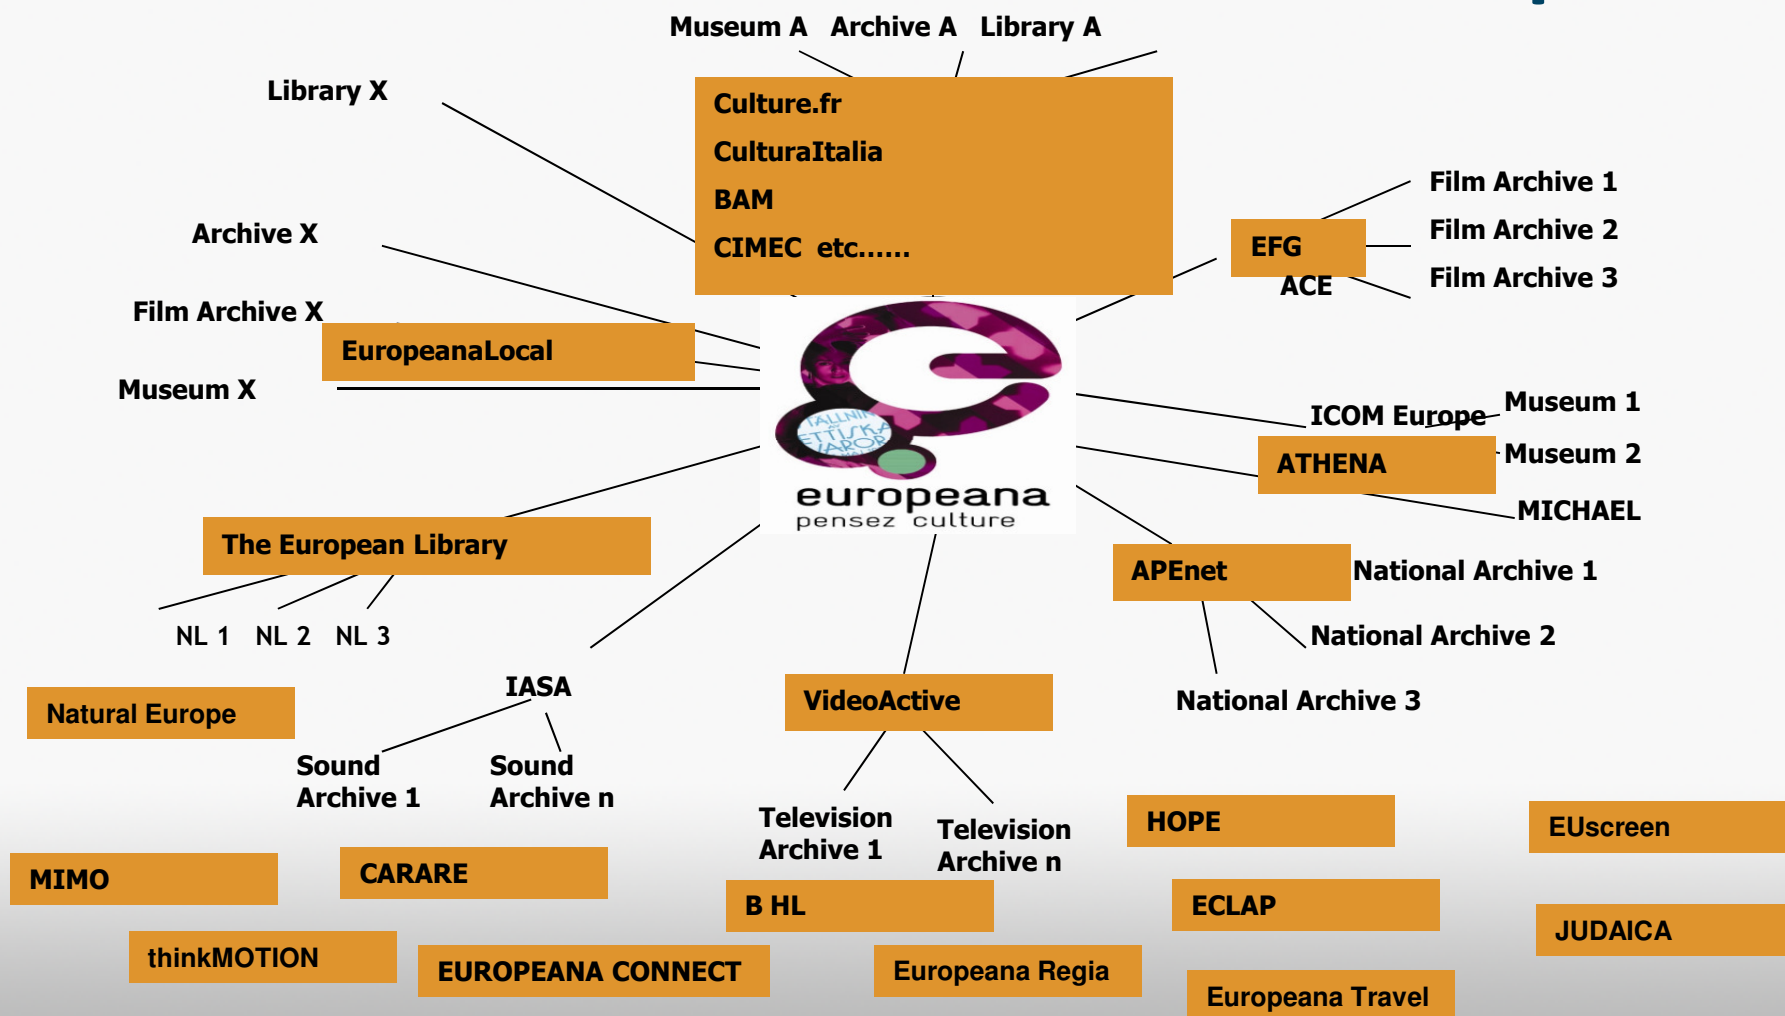 Museum A Archive A Library A
Library X
Culture.fr
CulturaItalia
BAM
CIMEC etc......
Archive X
Film Archive X
EuropeanaLocal
Museum X
EFG
ACE
Film Archive 1
Film Archive 2
Film Archive 3
europeana
pensez culture
ICOM Europe
Museum 1
ATHENA
Museum 2
MICHAEL
The European Library
NL 1 NL 2 NL 3
APEnet
National Archive 1
National Archive 2
National Archive 3
Natural Europe
IASA
Sound
Archive 1
Sound
Archive n
VideoActive
Television
Archive 1
Television
Archive n
HOPE
EUscreen
MIMO
CARARE
B HL
ECLAP
JUDAICA
thinkMOTION
EUROPEANA CONNECT
Europeana Regia
Europeana Travel